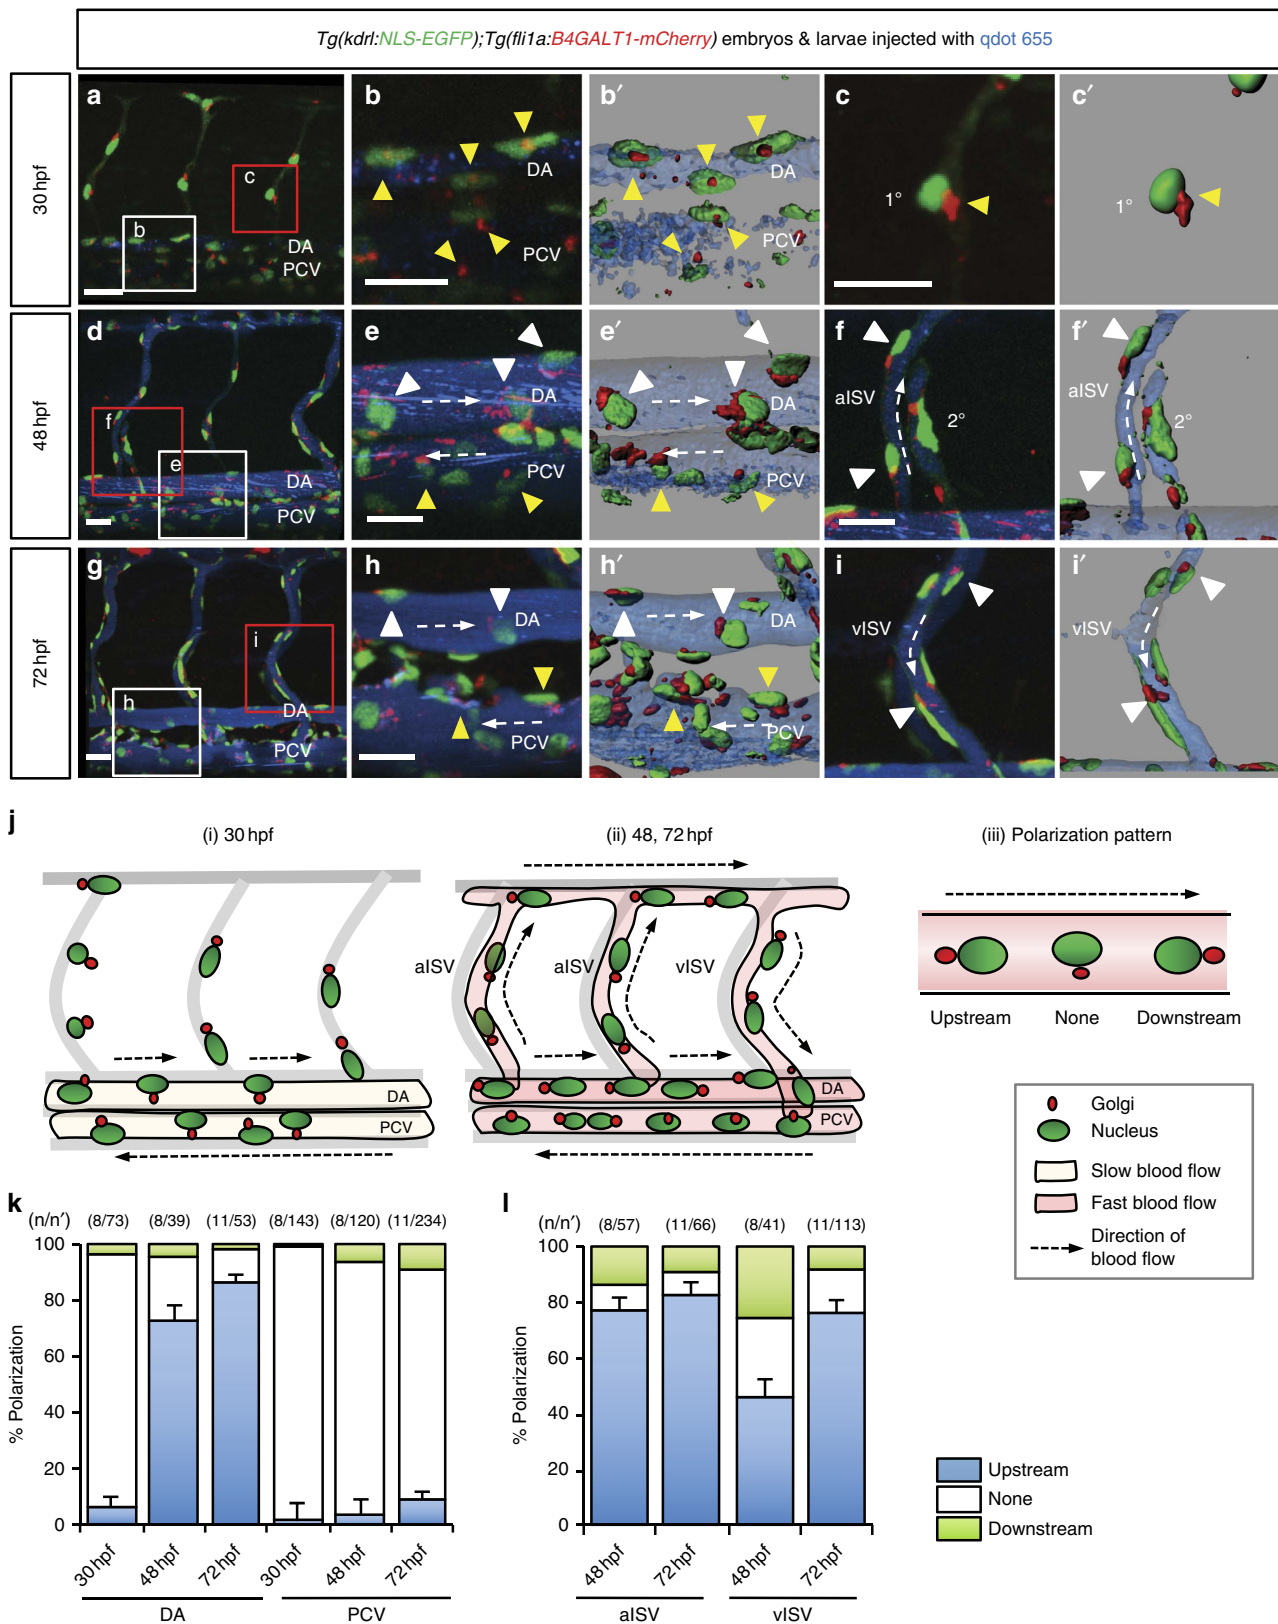 Tg(kdrl:NLS-EGFP);Tg(fli1a:B4GALT1-mCherry) embryos & larvae injected with qdot 655
30 hpf
a
c
b
DA
PCV
b
DA
PCV
b′
DA
PCV
c
1°
c′
1°
48 hpf
d
f
e
DA
PCV
e
DA
PCV
e′
DA
PCV
f
aISV
2°
f′
aISV
2°
72 hpf
g
i
h
DA
PCV
h
DA
PCV
h′
DA
PCV
i
vISV
i′
vISV
j
(i) 30 hpf
(ii) 48, 72 hpf
(iii) Polarization pattern
aISV
aISV
vISV
DA
PCV
DA
PCV
Upstream
None
Downstream
Golgi
Nucleus
Slow blood flow
Fast blood flow
Direction of
blood flow
k
(n/n′)
(8/73)
(8/39)
(11/53)
(8/143)
(8/120)
(11/234)
% Polarization
100
80
60
40
20
0
30 hpf
48 hpf
72 hpf
30 hpf
48 hpf
72 hpf
DA
PCV
l
(n/n′)
(8/57)
(11/66)
(8/41)
(11/113)
% Polarization
100
80
60
40
20
0
48 hpf
72 hpf
48 hpf
72 hpf
aISV
vISV
Upstream
None
Downstream